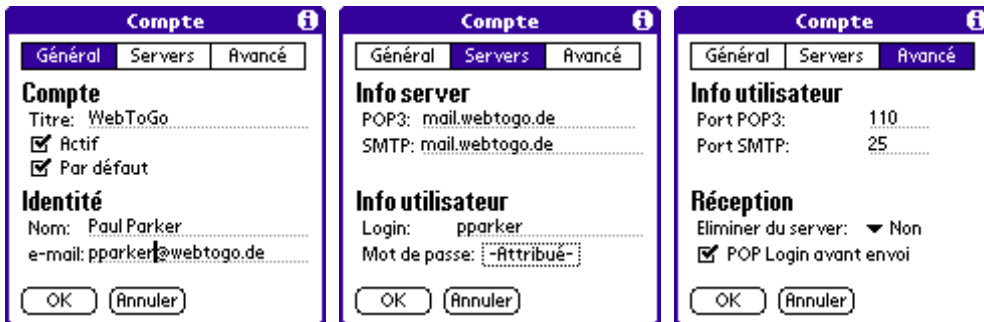 Compte
Général Servers Avancé
Compte
Titre: WebToGo
Actif
Par défaut
Identité
Nom: Paul Parker
e-mail: pparker@webtogo.de
OK Annuler
Compte
Général Servers Avancé
Info server
POP3: mail.webtogo.de
SMTP: mail.webtogo.de
Info utilisateur
Login: pparker
Mot de passe: -Attribué-
OK Annuler
Compte
Général Servers Avancé
Info utilisateur
Port POP3: 110
Port SMTP: 25
Réception
Eliminer du server: Non
POP Login avant envoi
OK Annuler